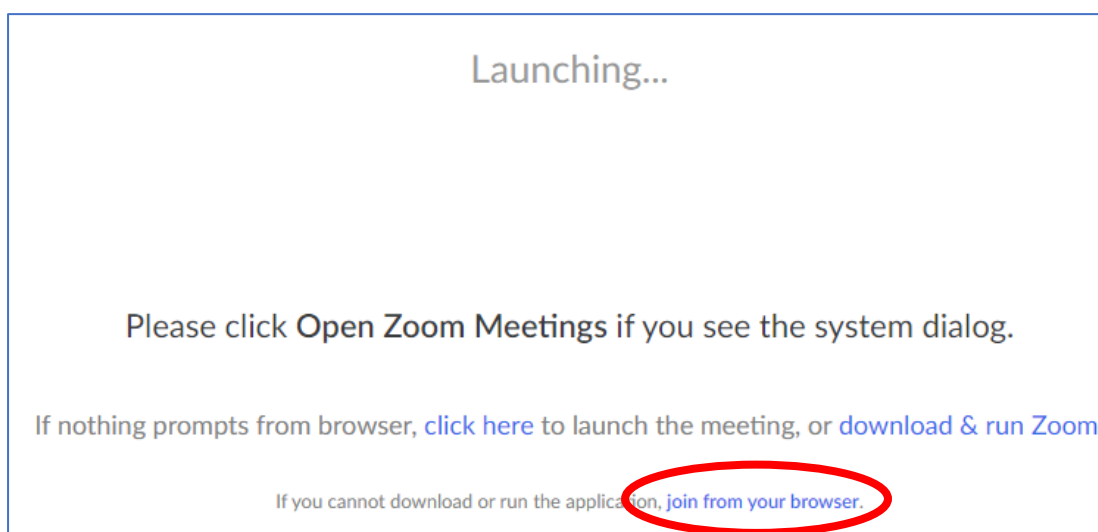 Launching...
Please click Open Zoom Meetings if you see the system dialog.
If nothing prompts from browser, click here to launch the meeting, or download & run Zoom
If you cannot download or run the application, join from your browser.